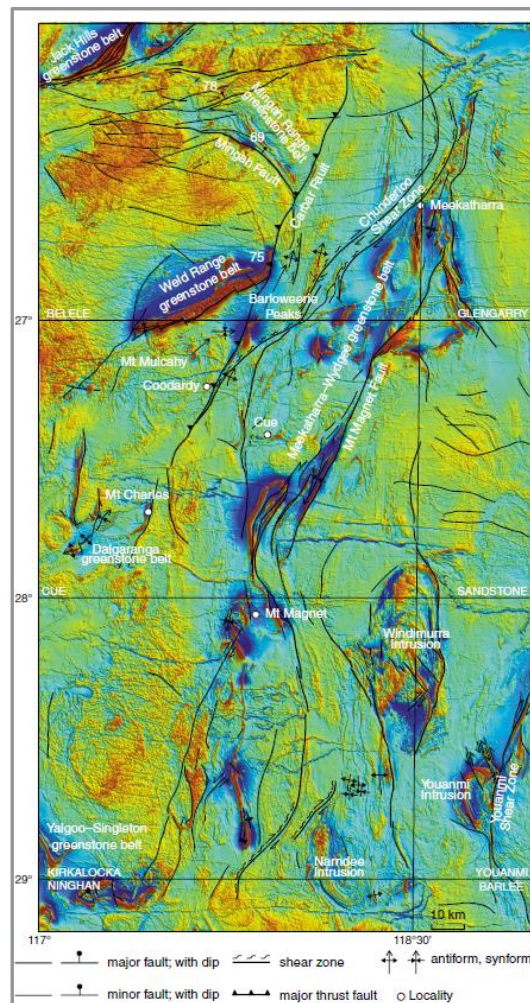 Jack Hills
greenstone belt
78
Mingah Range
greenstone belt
69
Mingah Fault
Carbar Fault
Chunderloo
Shear Zone
Meekatharra
75
Weld Range
greenstone belt
Barloweerie
Peaks
BELELE
27°
GLENGARRY
Meekatharra–Wydgee greenstone belt
Mt Magnet Fault
Mt Mulcahy
Coodardy
Cue
Mt Charles
Dalgaranga
greenstone belt
CUE
28°
SANDSTONE
Mt Magnet
Windimurra
Intrusion
Youanmi
Intrusion
Youanmi
Shear Zone
Yalgoo–Singleton
greenstone belt
KIRKALOCKA
NINGHAN
29°
Narndee
Intrusion
YOUANMI
BARLEE
10 km
117°
118°30'
major fault; with dip
shear zone
antiform, synform
minor fault; with dip
major thrust fault
Locality